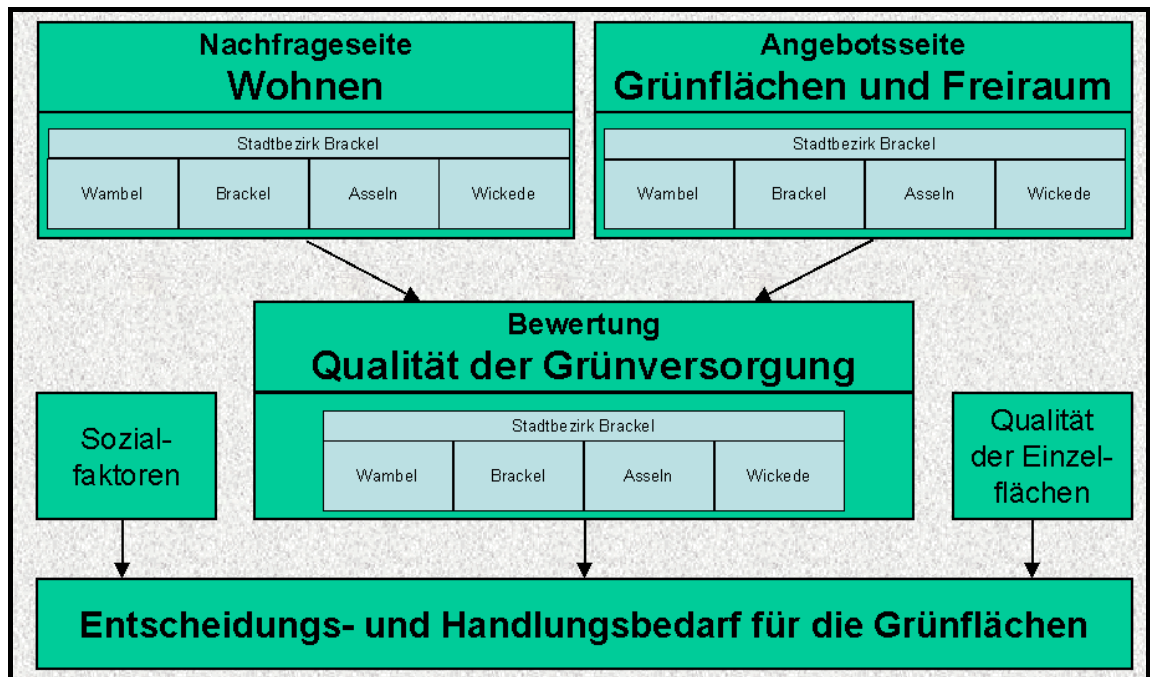 Nachfrageseite
Wohnen
Stadtbezirk Brackel
Wambel
Brackel
Asseln
Wickede
Angebotsseite
Grünflächen und Freiraum
Stadtbezirk Brackel
Wambel
Brackel
Asseln
Wickede
Bewertung
Qualität der Grünversorgung
Stadtbezirk Brackel
Wambel
Brackel
Asseln
Wickede
Sozial-
faktoren
Qualität
der Einzel-
flächen
Entscheidungs- und Handlungsbedarf für die Grünflächen